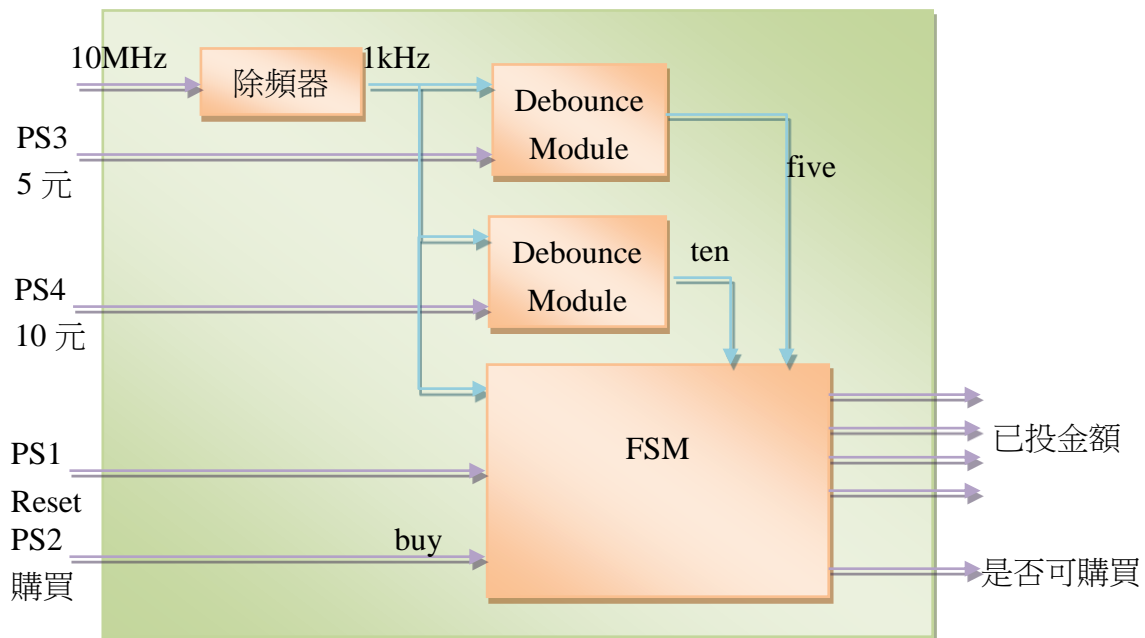 10MHz
除頻器
1kHz
Debounce
Module
PS3
5 元
five
Debounce
Module
ten
PS4
10 元
FSM
已投金額
PS1
Reset
PS2
購買
buy
是否可購買